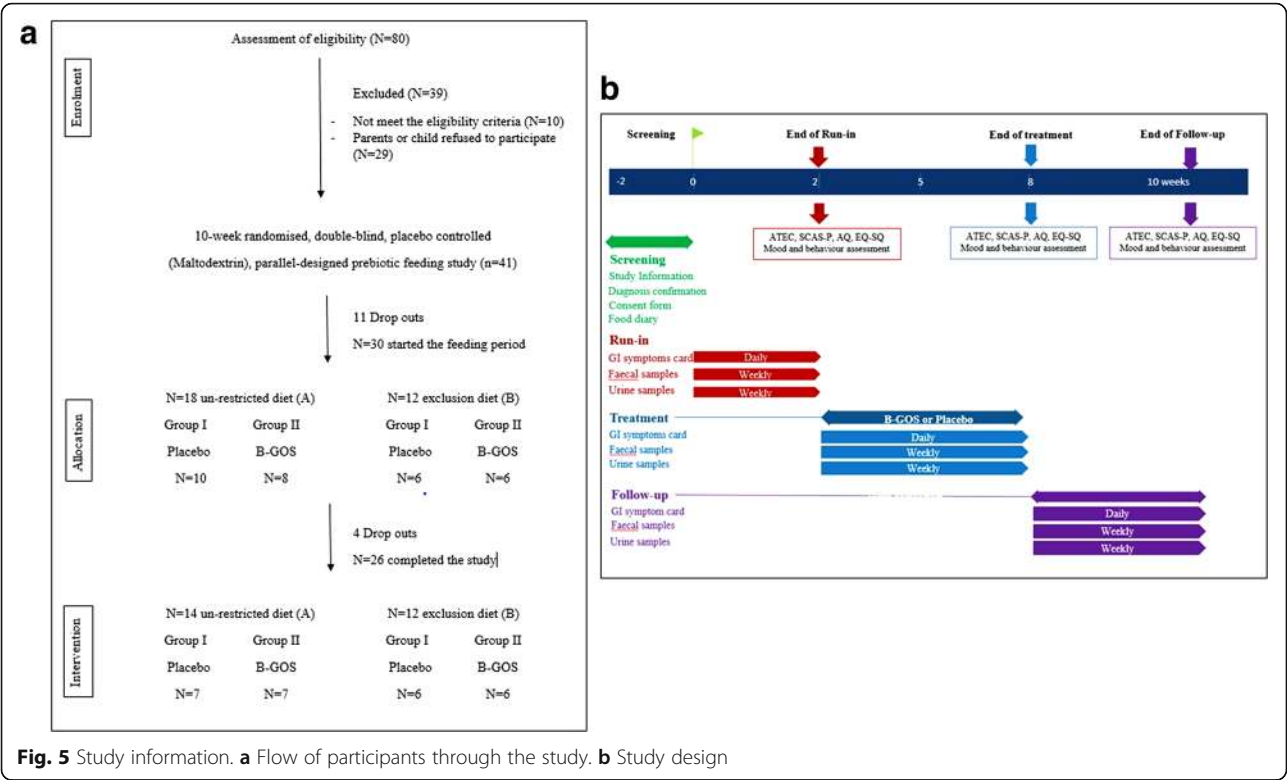 a
Enrolment
Assessment of eligibility (N=80)
Excluded (N=39)
- Not meet the eligibility criteria (N=10)
- Parents or child refused to participate
(N=29)
10-week randomised, double-blind, placebo controlled
(Maltodextrin), parallel-designed prebiotic feeding study (n=41)
11 Drop outs
N=30 started the feeding period
Allocation
N=18 un-restricted diet (A) N=12 exclusion diet (B)
Group I Group II Group I Group II
Placebo B-GOS Placebo B-GOS
N=10 N=8 N=6 N=6
4 Drop outs
N=26 completed the study
Intervention
N=14 un-restricted diet (A) N=12 exclusion diet (B)
Group I Group II Group I Group II
Placebo B-GOS Placebo B-GOS
N=7 N=7 N=6 N=6
b
Screening End of Run-in End of treatment End of Follow-up
-2 0 2 5 8 10 weeks
ATEC, SCAS-P, AQ, EQ-SQ
Mood and behaviour assessment
ATEC, SCAS-P, AQ, EQ-SQ
Mood and behaviour assessment
ATEC, SCAS-P, AQ, EQ-SQ
Mood and behaviour assessment
Screening
Study Information
Diagnosis confirmation
Consent form
Food diary
Run-in
GI symptoms card Daily
Faecal samples Weekly
Urine samples Weekly
Treatment B-GOS or Placebo
GI symptoms card Daily
Faecal samples Weekly
Urine samples Weekly
Follow-up
GI symptom card Daily
Faecal samples Weekly
Urine samples Weekly
Fig. 5 Study information. a Flow of participants through the study. b Study design